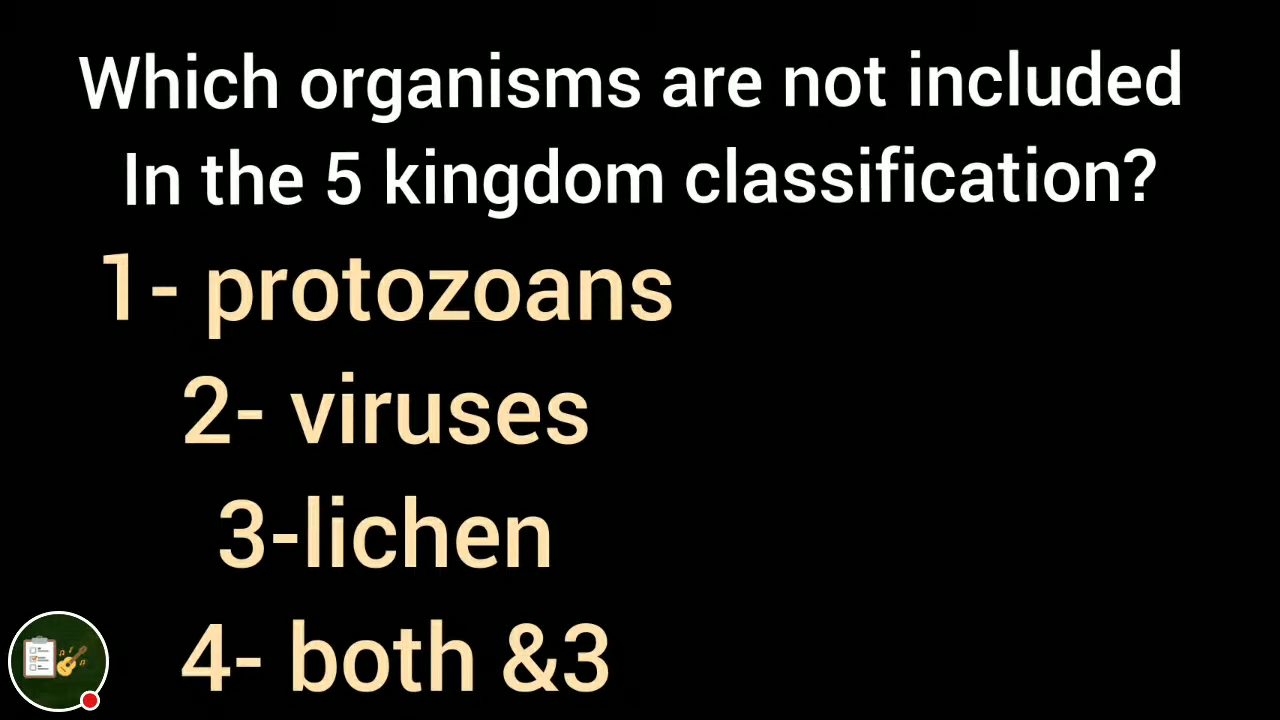 Which organisms are not included
In the 5 kingdom classification?
1- protozoans
2- viruses
3-lichen
4- both &3